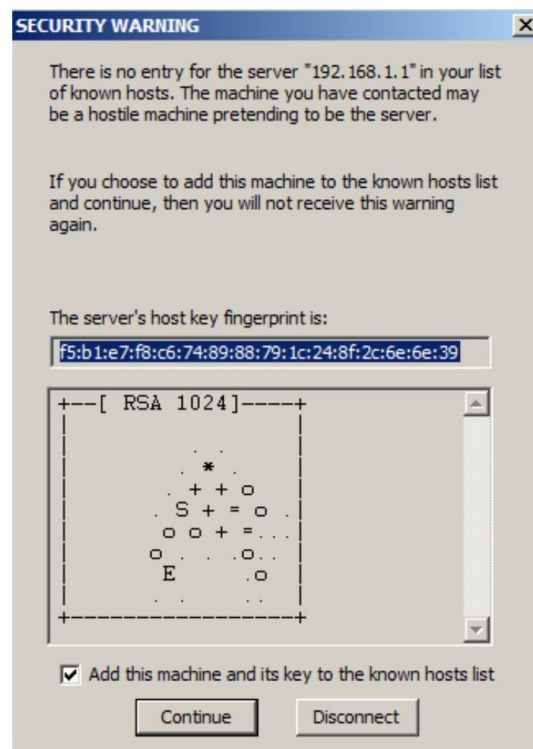 SECURITY WARNING
There is no entry for the server "192.168.1.1" in your list
of known hosts. The machine you have contacted may
be a hostile machine pretending to be the server.
If you choose to add this machine to the known hosts list
and continue, then you will not receive this warning
again.
The server's host key fingerprint is:
f5:b1:e7:f8:c6:74:89:88:79:1c:24:8f:2c:6e:6e:39
+--[ RSA 1024]----+
|                 |
|         . .     |
|        . * .    |
|       . + + o   |
|      . S + = o .|
|       o o + =...|
|      o . . .o.. |
|       E     .o  |
|      . .    ..  |
+-----------------+
Add this machine and its key to the known hosts list
Continue Disconnect